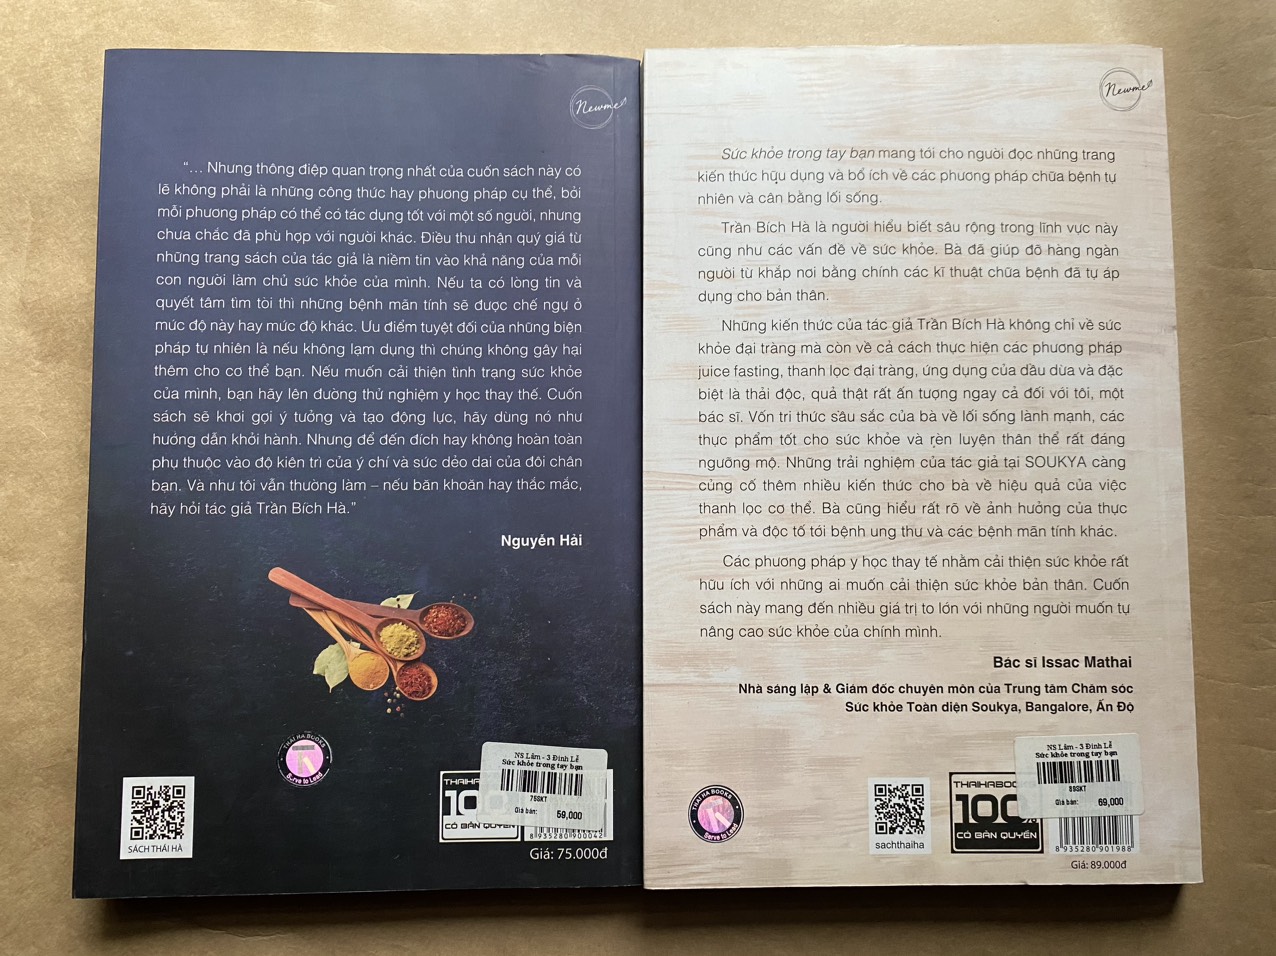 Newme
“... Nhưng thông điệp quan trọng nhất của cuốn sách này có
lẽ không phải là những công thức hay phương pháp cụ thể, bởi
mỗi phương pháp có thể có tác dụng tốt với một số người, nhưng
chưa chắc đã phù hợp với người khác. Điều thu nhận quý giá từ
những trang sách của tác giả là niềm tin vào khả năng của mỗi
con người làm chủ sức khỏe của mình. Nếu ta có lòng tin và
quyết tâm tìm tòi thì những bệnh mãn tính sẽ được chế ngự ở
mức độ này hay mức độ khác. Ưu điểm tuyệt đối của những biện
pháp tự nhiên là nếu không lạm dụng thì chúng không gây hại
thêm cho cơ thể bạn. Nếu muốn cải thiện tình trạng sức khỏe
của mình, bạn hãy lên đường thử nghiệm y học thay thế. Cuốn
sách sẽ khơi gợi ý tưởng và tạo động lực, hãy dùng nó như
hướng dẫn khởi hành. Nhưng để đến đích hay không hoàn toàn
phụ thuộc vào độ kiên trì của ý chí và sức dẻo dai của đôi chân
bạn. Và như tôi vẫn thường làm – nếu băn khoăn hay thắc mắc,
hãy hỏi tác giả Trần Bích Hà.”
Nguyên Hải
THAI HA BOOKS
Serve to Lead
SÁCH THÁI HÀ
THAIHA
100
CÓ BẢN QUYỀN
NS Lâm - 3 Đinh Lễ
Sức khỏe trong tay bạn
75SKT
Giá bán: 59,000
8 935280 900042
Giá: 75.000đ
Newme
Sức khỏe trong tay bạn mang tới cho người đọc những trang
kiến thức hữu dụng và bổ ích về các phương pháp chữa bệnh tự
nhiên và cân bằng lối sống.
Trần Bích Hà là người hiểu biết sâu rộng trong lĩnh vực này
cũng như các vấn đề về sức khỏe. Bà đã giúp đỡ hàng ngàn
người từ khắp nơi bằng chính các kĩ thuật chữa bệnh đã tự áp
dụng cho bản thân.
Những kiến thức của tác giả Trần Bích Hà không chỉ về sức
khỏe đại tràng mà còn về cả cách thực hiện các phương pháp
juice fasting, thanh lọc đại tràng, ứng dụng của dầu dừa và đặc
biệt là thải độc, quả thật rất ấn tượng ngay cả đối với tôi, một
bác sĩ. Vốn tri thức sâu sắc của bà về lối sống lành mạnh, các
thực phẩm tốt cho sức khỏe và rèn luyện thân thể rất đáng
ngưỡng mộ. Những trải nghiệm của tác giả tại SOUKYA càng
củng cố thêm nhiều kiến thức cho bà về hiệu quả của việc
thanh lọc cơ thể. Bà cũng hiểu rất rõ về ảnh hưởng của thực
phẩm và độc tố tới bệnh ung thư và các bệnh mãn tính khác.
Các phương pháp y học thay tế nhằm cải thiện sức khỏe rất
hữu ích với những ai muốn cải thiện sức khỏe bản thân. Cuốn
sách này mang đến nhiều giá trị to lớn với những người muốn tự
nâng cao sức khỏe của chính mình.
Bác sĩ Issac Mathai
Nhà sáng lập & Giám đốc chuyên môn của Trung tâm Chăm sóc
Sức khỏe Toàn diện Soukya, Bangalore, Ấn Độ
THAI HA BOOKS
Serve to Lead
sachthaiha
THAIHABOO
100%
CÓ BẢN QUYỀN
NS Lâm - 3 Đinh Lễ
Sức khỏe trong tay bạn
89SKT
Giá bán: 69,000
8 935280 901988
Giá: 89.000đ